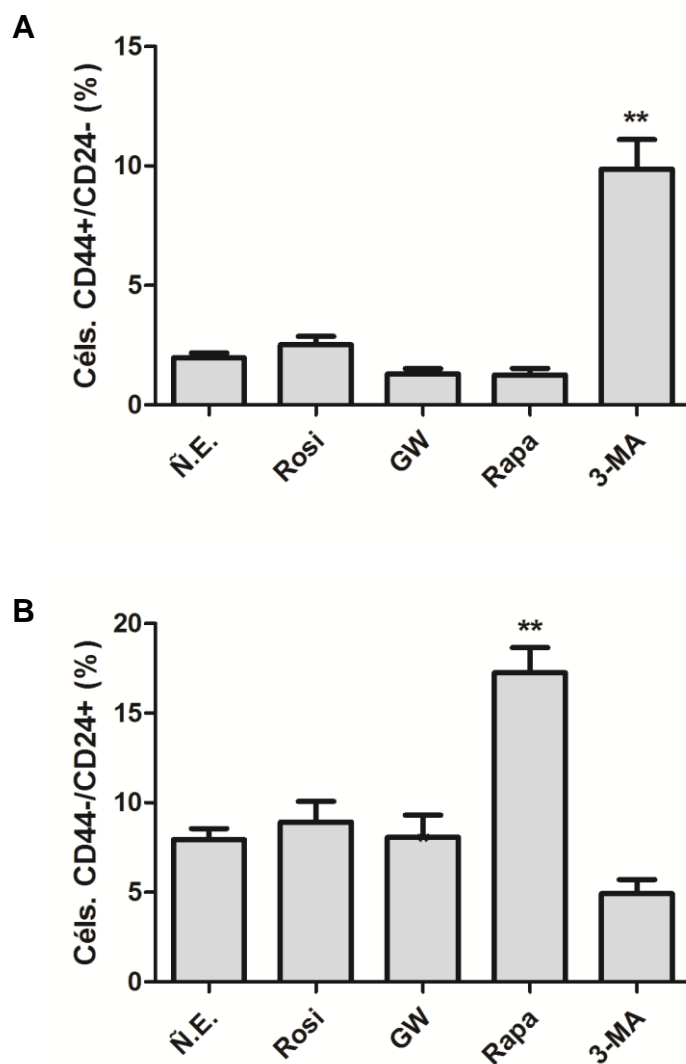 A
Céls. CD44+/CD24- (%)
15
10
5
0
**
Ñ.E.
Rosi
GW
Rapa
3-MA
B
Céls. CD44-/CD24+ (%)
20
15
10
5
0
**
Ñ.E.
Rosi
GW
Rapa
3-MA